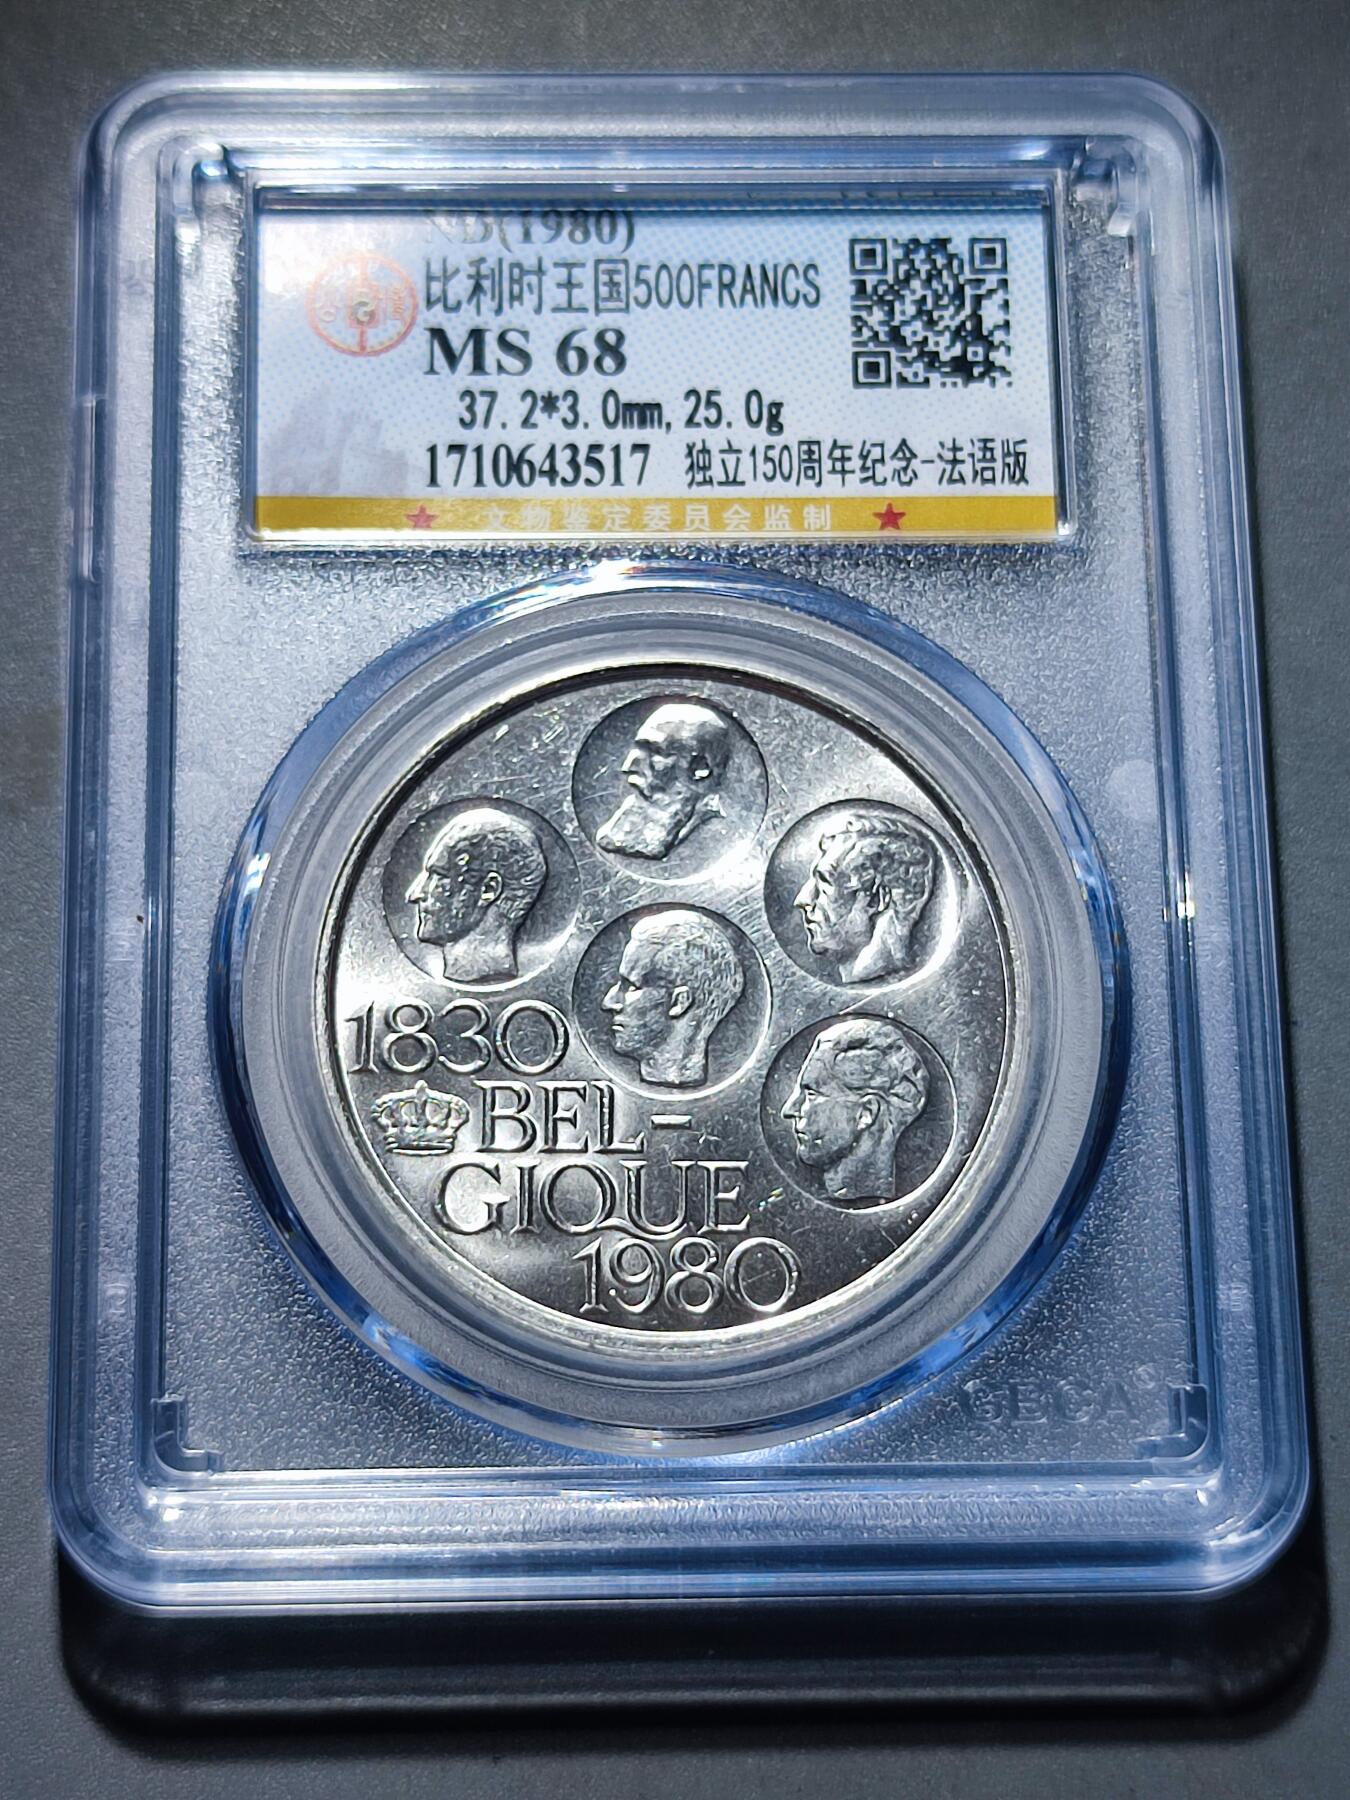 ND(1980)
比利时王国500FRANCS
MS 68
37.2*3.0mm,25.0g
1710643517 独立150周年纪念-法语版
★ 文物鉴定委员会监制 ★
1830
BEL-
GIQUE
1980
GECA